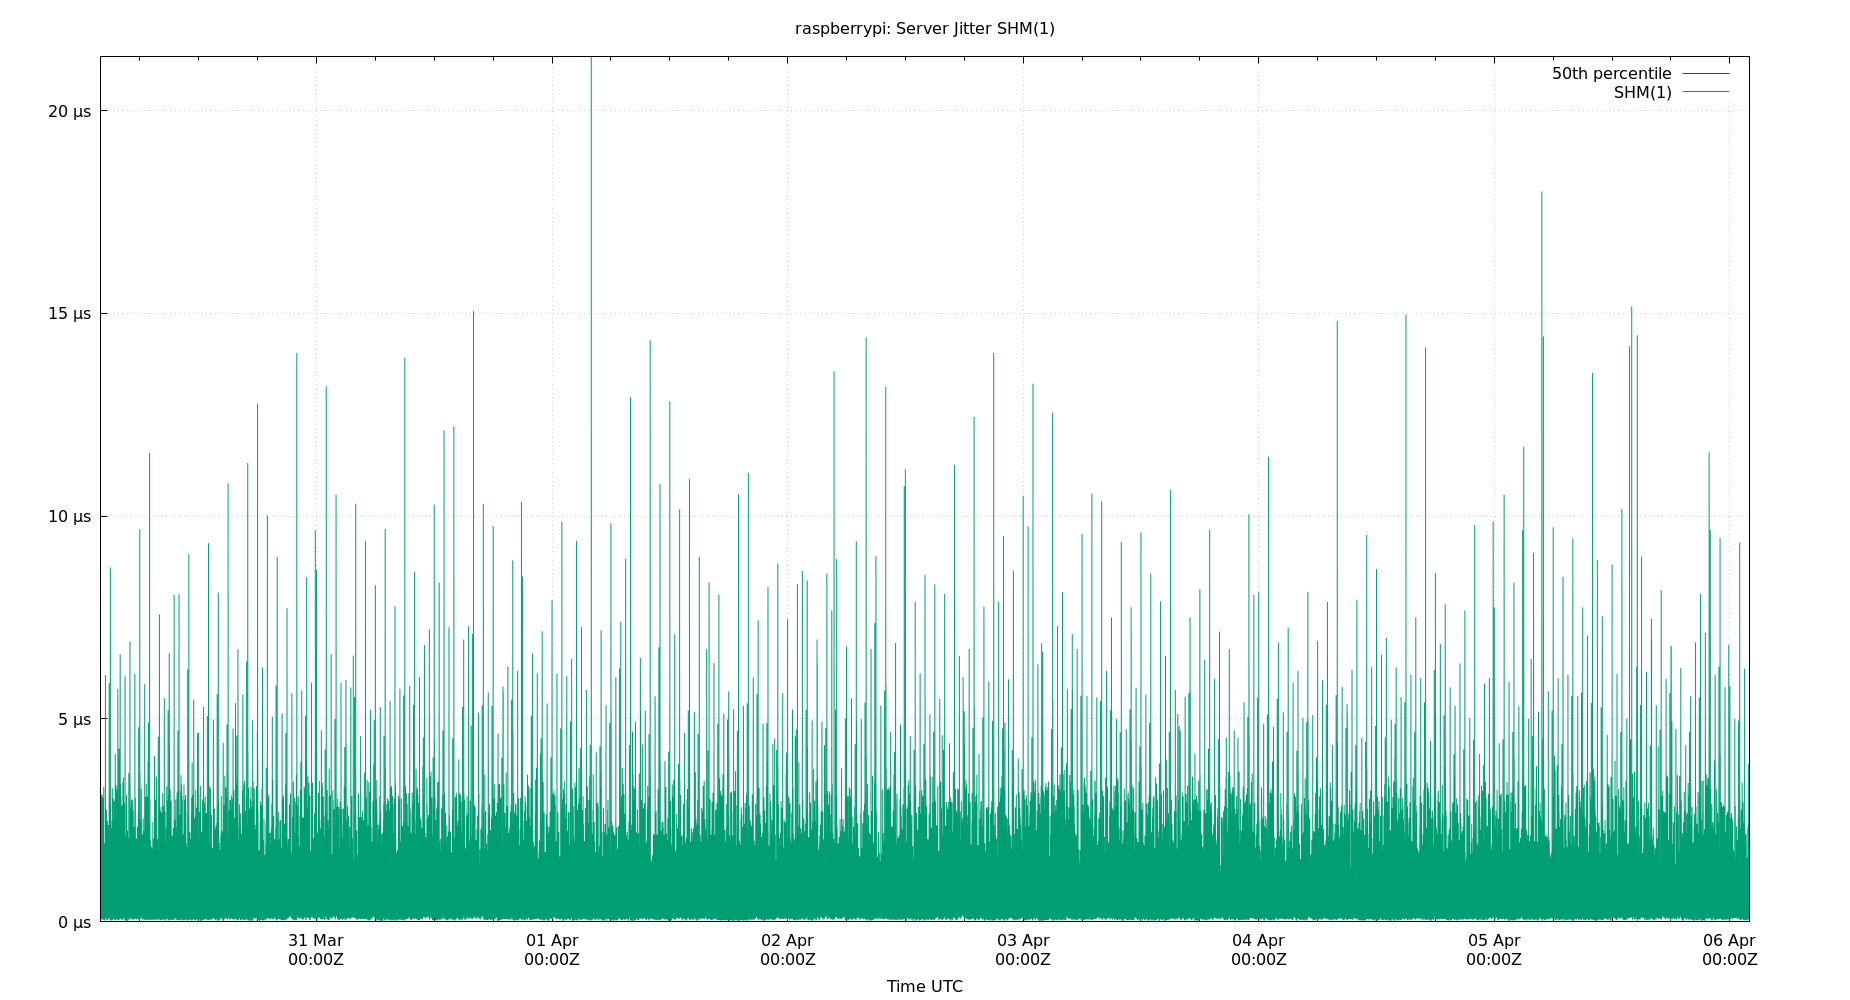 raspberrypi: Server Jitter SHM(1)
50th percentile
SHM(1)
20 µs
15 µs
10 µs
5 µs
0 µs
31 Mar 01 Apr 02 Apr 03 Apr 04 Apr 05 Apr 06 Apr
00:00Z 00:00Z 00:00Z 00:00Z 00:00Z 00:00Z 00:00Z
Time UTC